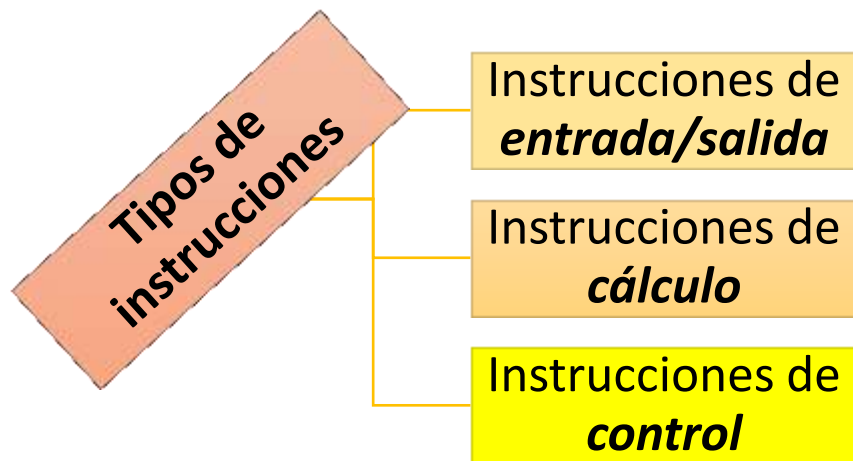 Tipos de
instrucciones
Instrucciones de
entrada/salida
Instrucciones de
cálculo
Instrucciones de
control